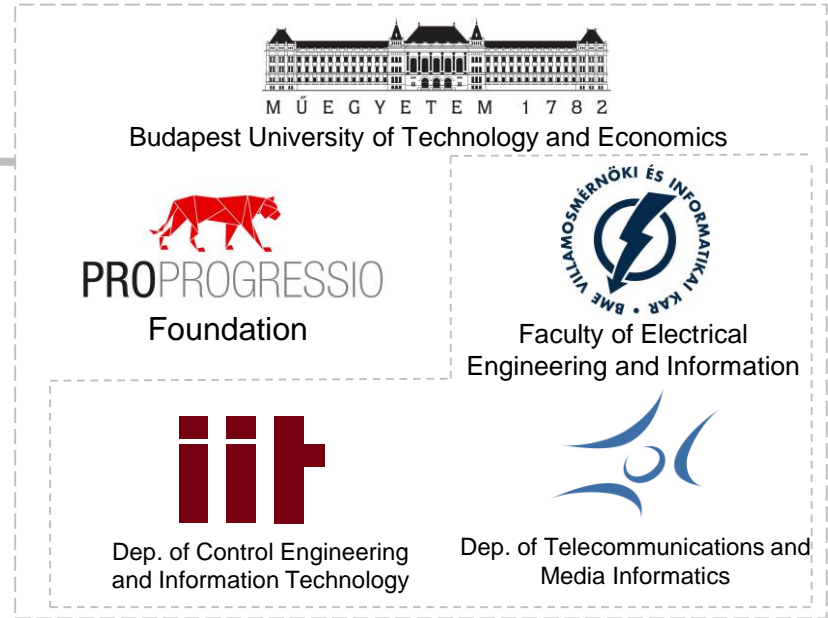 MŰEGYETEM 1782
Budapest University of Technology and Economics
PROPROGRESSIO
Foundation
BME VILLAMOSMÉRNÖKI ÉS INFORMATIKAI KAR •
Faculty of Electrical
Engineering and Information
iit
Dep. of Control Engineering
and Information Technology
Dep. of Telecommunications and
Media Informatics